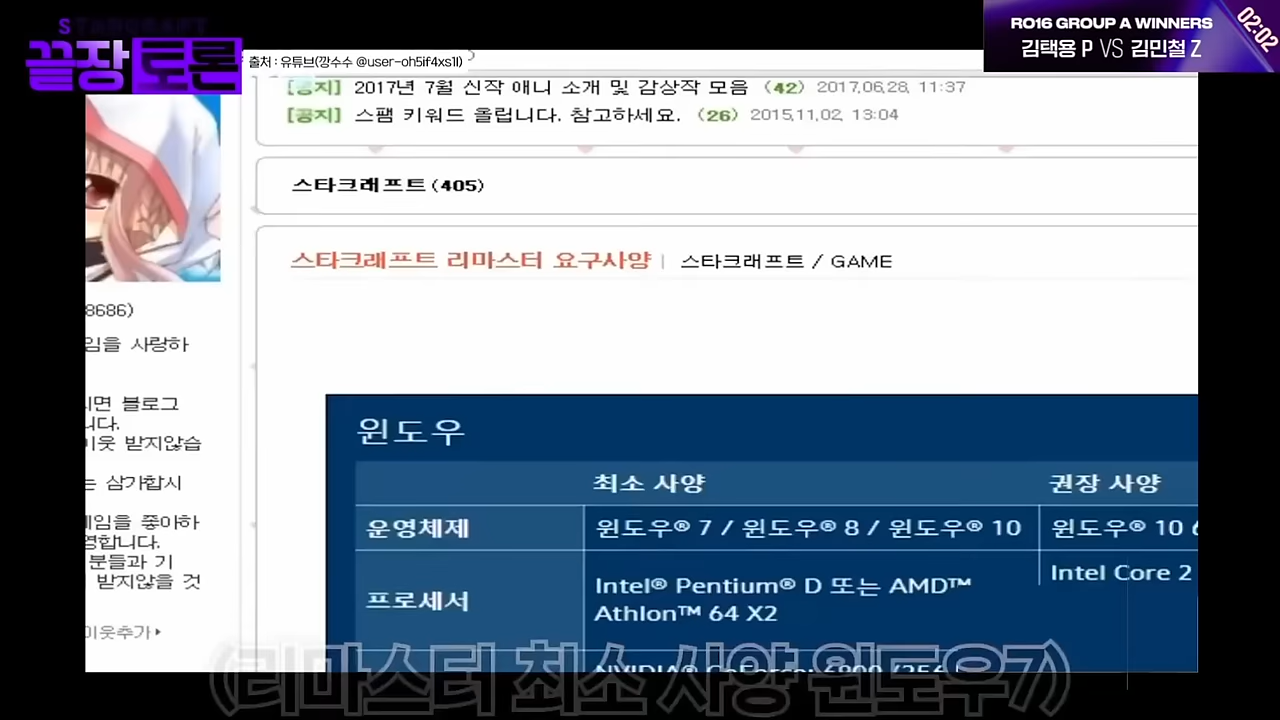 STARCRAFT
끝장토론
출처 : 유튜브(깡수수 @user-oh5if4xs1l)
RO16 GROUP A WINNERS
김택용 P VS 김민철 Z
02:02
[공지] 2017년 7월 신작 애니 소개 및 감상작 모음 (42) 2017.06.28. 11:37
[공지] 스팸 키워드 올립니다. 참고하세요. (26) 2015.11.02. 13:04
스타크래프트 (405)
스타크래프트 리마스터 요구사양 | 스타크래프트 / GAME
8686)
임을 사랑하
면 블로그
니다.
이웃 받지않습
는 삼가합시
임을 좋아하
영합니다.
분들과 기
받지않을 것
이웃추가
윈도우
최소 사양 권장 사양
운영체제 윈도우® 7 / 윈도우® 8 / 윈도우® 10 윈도우® 10 6
프로세서 Intel® Pentium® D 또는 AMD™ Athlon™ 64 X2 Intel Core 2
NVIDIA® GeForce® 6800 (256
(리마스터 최소 사양 윈도우7)